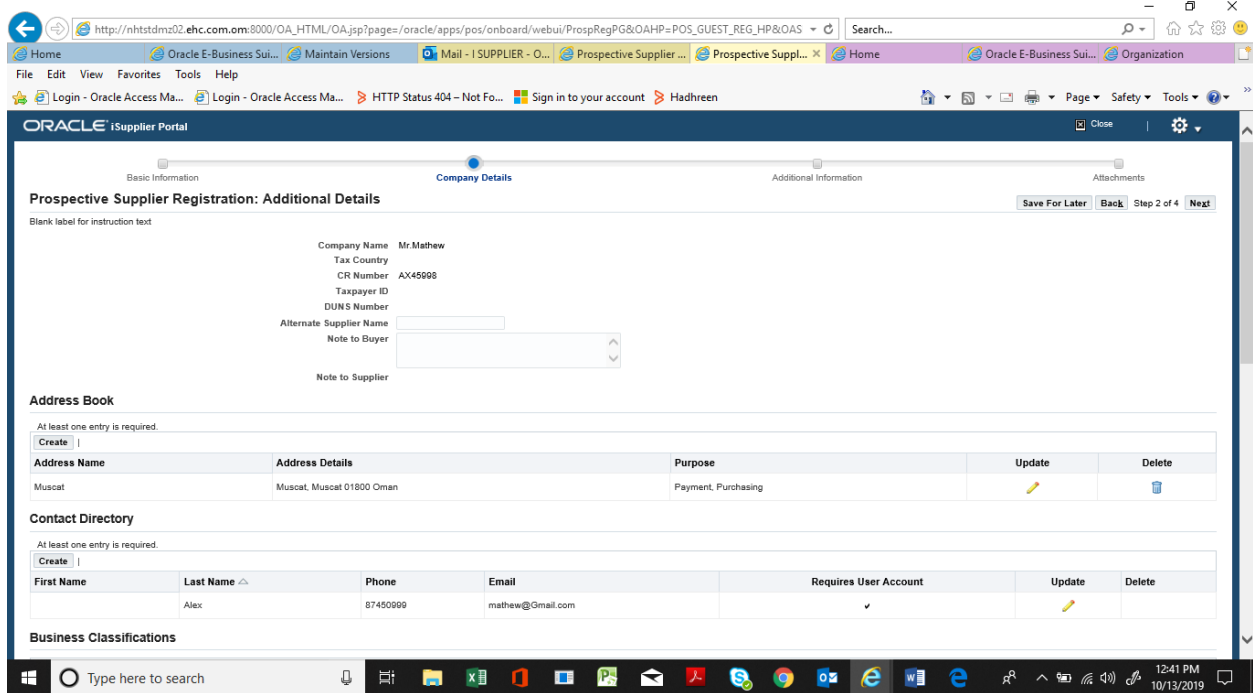 http://nhtstdmz02.ehc.com.om:8000/OA_HTML/OA.jsp?page=/oracle/apps/pos/onboard/webui/ProspRegPG&OAHP=POS_GUEST_REG_HP&OAS Search...
Home Oracle E-Business Sui... Maintain Versions Mail - I SUPPLIER - O... Prospective Supplier ... Prospective Suppl... Home Oracle E-Business Sui... Organization
File Edit View Favorites Tools Help
Login - Oracle Access Ma... Login - Oracle Access Ma... HTTP Status 404 – Not Fo... Sign in to your account Hadhreen Page Safety Tools
ORACLE iSupplier Portal Close
Basic Information Company Details Additional Information Attachments
Prospective Supplier Registration: Additional Details Save For Later Back Step 2 of 4 Next
Blank label for instruction text
Company Name Mr.Mathew
Tax Country
CR Number AX45998
Taxpayer ID
DUNS Number
Alternate Supplier Name
Note to Buyer
Note to Supplier
Address Book
At least one entry is required.
Create |
Address Name Address Details Purpose Update Delete
Muscat Muscat, Muscat 01800 Oman Payment, Purchasing
Contact Directory
At least one entry is required.
Create |
First Name Last Name Phone Email Requires User Account Update Delete
Alex 87450999 mathew@Gmail.com
Business Classifications
Type here to search 12:41 PM
10/13/2019